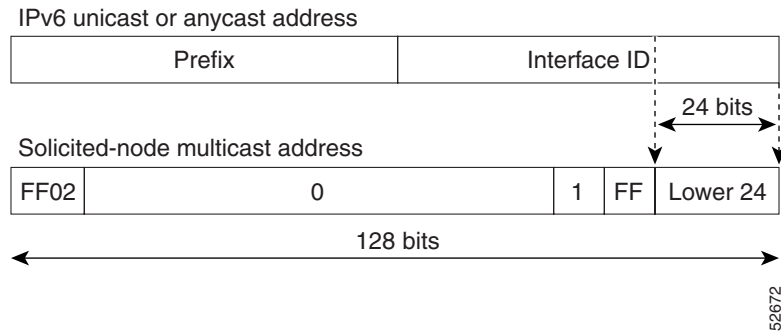 IPv6 unicast or anycast address
Prefix
Interface ID
24 bits
Solicited-node multicast address
FF02
0
1
FF
Lower 24
128 bits
52672